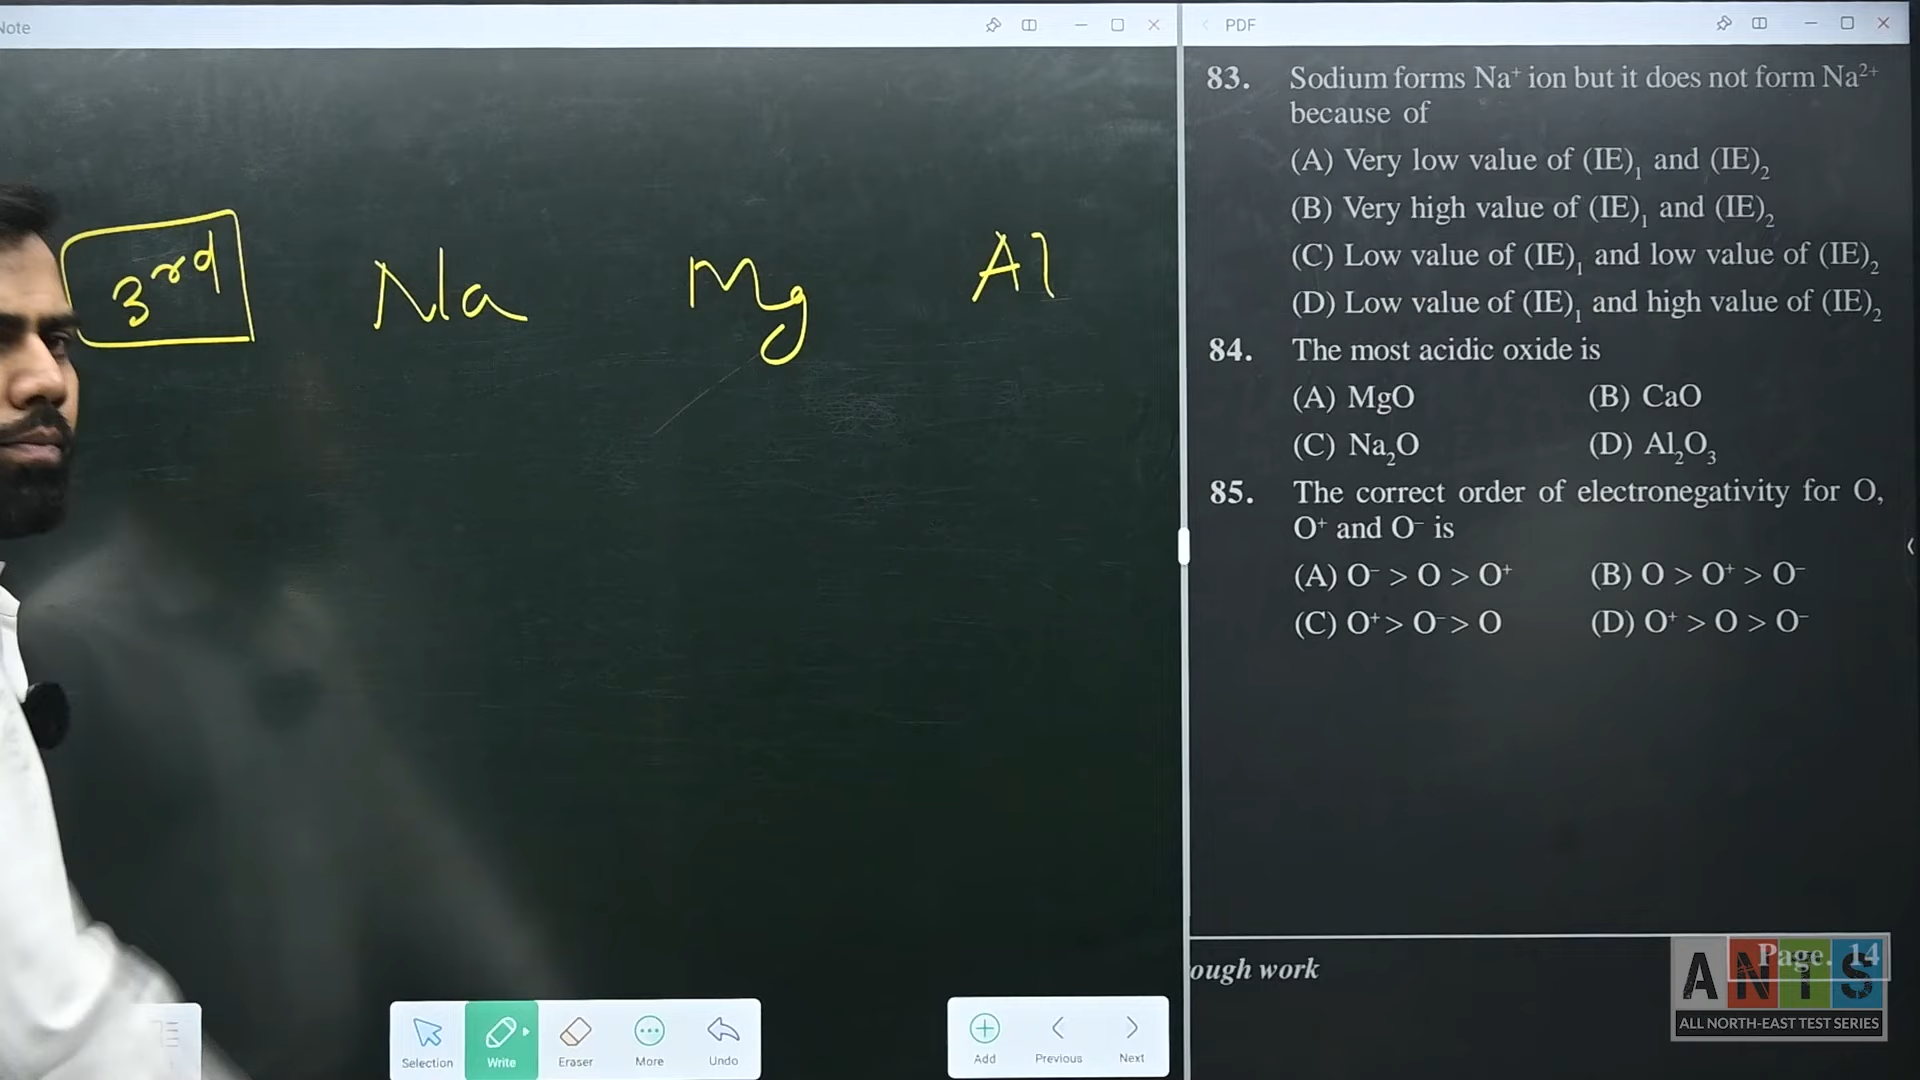 Note
PDF
3rd Na Mg Al
83. Sodium forms Na⁺ ion but it does not form Na²⁺
because of
(A) Very low value of (IE)₁ and (IE)₂
(B) Very high value of (IE)₁ and (IE)₂
(C) Low value of (IE)₁ and low value of (IE)₂
(D) Low value of (IE)₁ and high value of (IE)₂
84. The most acidic oxide is
(A) MgO (B) CaO
(C) Na₂O (D) Al₂O₃
85. The correct order of electronegativity for O,
O⁺ and O⁻ is
(A) O⁻ > O > O⁺ (B) O > O⁺ > O⁻
(C) O⁺ > O⁻ > O (D) O⁺ > O > O⁻
ough work
Page. 14
ANTS
ALL NORTH-EAST TEST SERIES
Selection Write Eraser More Undo
Add Previous Next